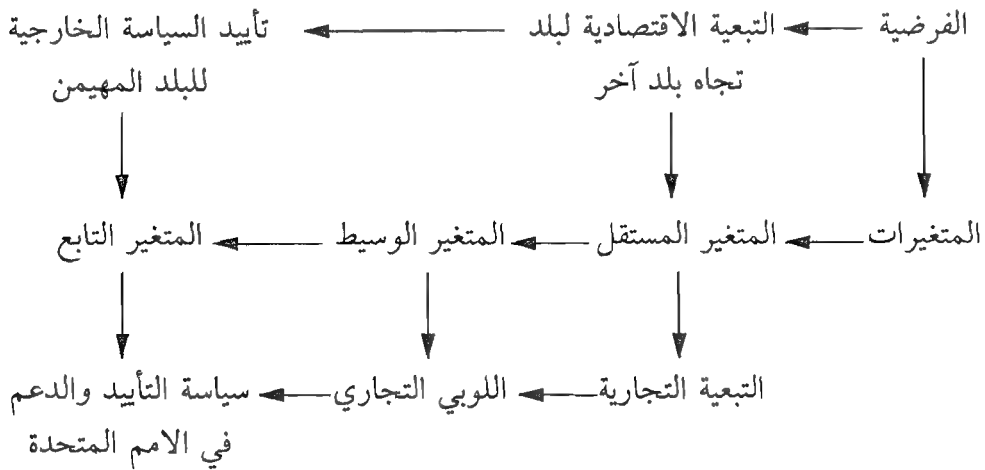 الفرضية التبعية الاقتصادية لبلد تأييد السياسة الخارجية
تجاه بلد آخر للبلد المهيمن
المتغيرات المتغير المستقل المتغير الوسيط المتغير التابع
التبعية التجارية اللوبي التجاري سياسة التأييد والدعم
في الامم المتحدة